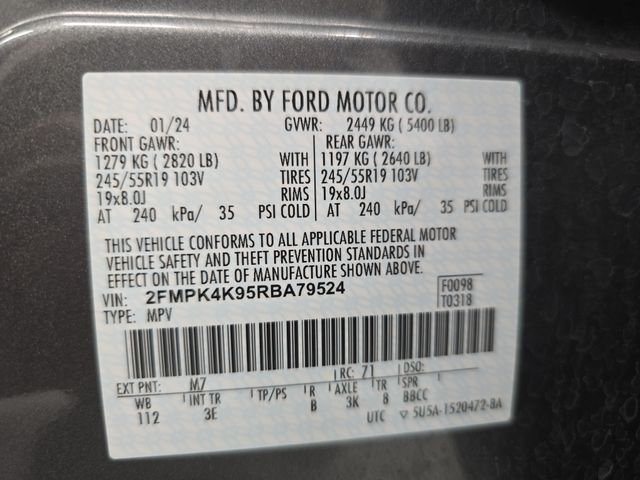 MFD. BY FORD MOTOR CO.
DATE: 01/24 GVWR: 2449 KG ( 5400 LB)
FRONT GAWR: REAR GAWR:
1279 KG ( 2820 LB) WITH 1197 KG ( 2640 LB) WITH
245/55R19 103V TIRES 245/55R19 103V TIRES
19x8.0J RIMS 19x8.0J RIMS
AT 240 kPa/ 35 PSI COLD AT 240 kPa/ 35 PSI COLD
THIS VEHICLE CONFORMS TO ALL APPLICABLE FEDERAL MOTOR
VEHICLE SAFETY AND THEFT PREVENTION STANDARDS IN
EFFECT ON THE DATE OF MANUFACTURE SHOWN ABOVE.
VIN: 2FMPK4K95RBA79524 F0098
TYPE: MPV T0318
EXT PNT: M7 RC: 71 DSO:
WB INT TR TP/PS R AXLE TR SPR
112 3E B 3K 8 BBCC
UTC ▽ 5U5A-1520472-BA